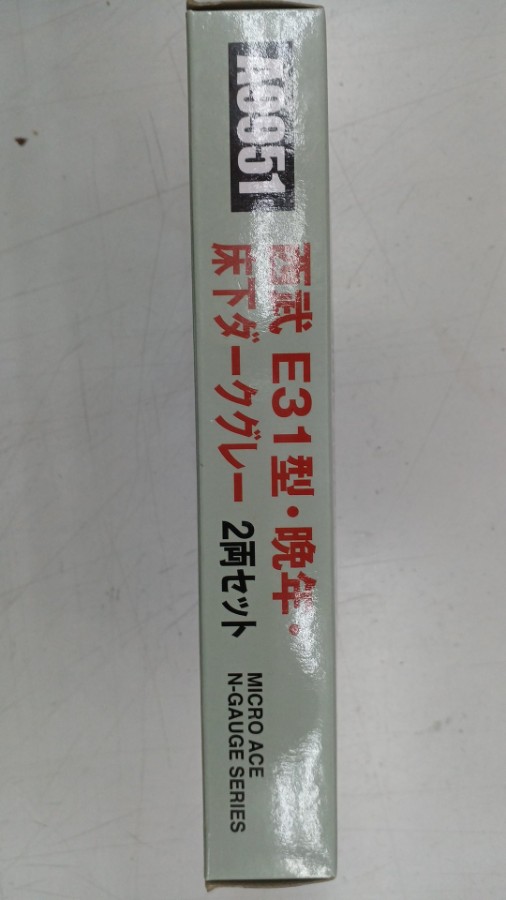 A9951
西武 E31型・晩年。
床下ダークグレー 2両セット
MICRO ACE
N-GAUGE SERIES